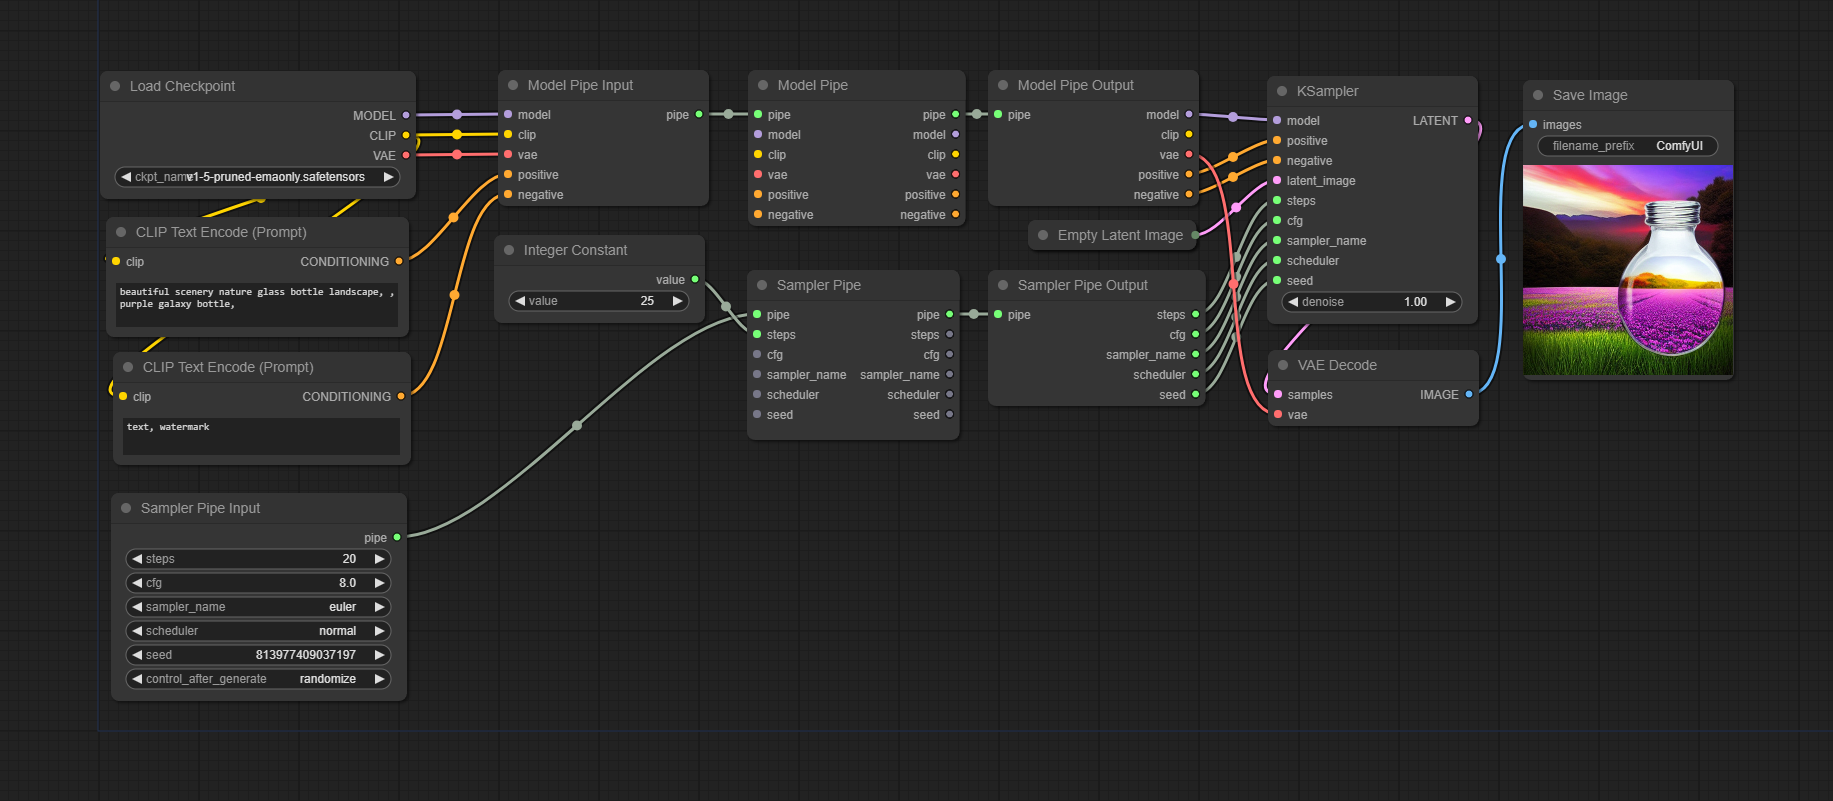 Load Checkpoint
MODEL
CLIP
VAE
ckpt_name v1-5-pruned-emaonly.safetensors
CLIP Text Encode (Prompt)
clip CONDITIONING
beautiful scenery nature glass bottle landscape, ,
purple galaxy bottle,
CLIP Text Encode (Prompt)
clip CONDITIONING
text, watermark
Sampler Pipe Input
pipe
steps 20
cfg 8.0
sampler_name euler
scheduler normal
seed 813977409037197
control_after_generate randomize
Model Pipe Input
model pipe
clip
vae
positive
negative
Integer Constant
value
value 25
Model Pipe
pipe pipe
model model
clip clip
vae vae
positive positive
negative negative
Sampler Pipe
pipe pipe
steps steps
cfg cfg
sampler_name sampler_name
scheduler scheduler
seed seed
Model Pipe Output
pipe model
clip
vae
positive
negative
Empty Latent Image
Sampler Pipe Output
pipe steps
cfg
sampler_name
scheduler
seed
KSampler
model LATENT
positive
negative
latent_image
steps
cfg
sampler_name
scheduler
seed
denoise 1.00
VAE Decode
samples IMAGE
vae
Save Image
images
filename_prefix ComfyUI